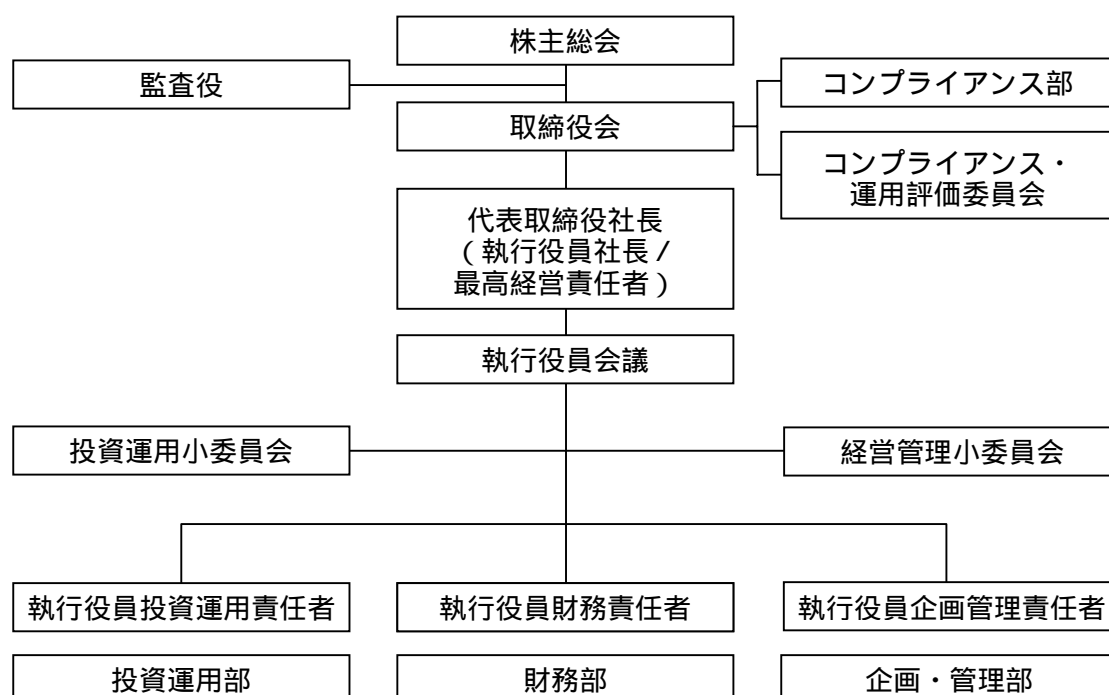 株主総会
監査役
コンプライアンス部
取締役会
コンプライアンス・
運用評価委員会
代表取締役社長
(執行役員社長/
最高経営責任者)
執行役員会議
投資運用小委員会
経営管理小委員会
執行役員投資運用責任者
執行役員財務責任者
執行役員企画管理責任者
投資運用部
財務部
企画・管理部